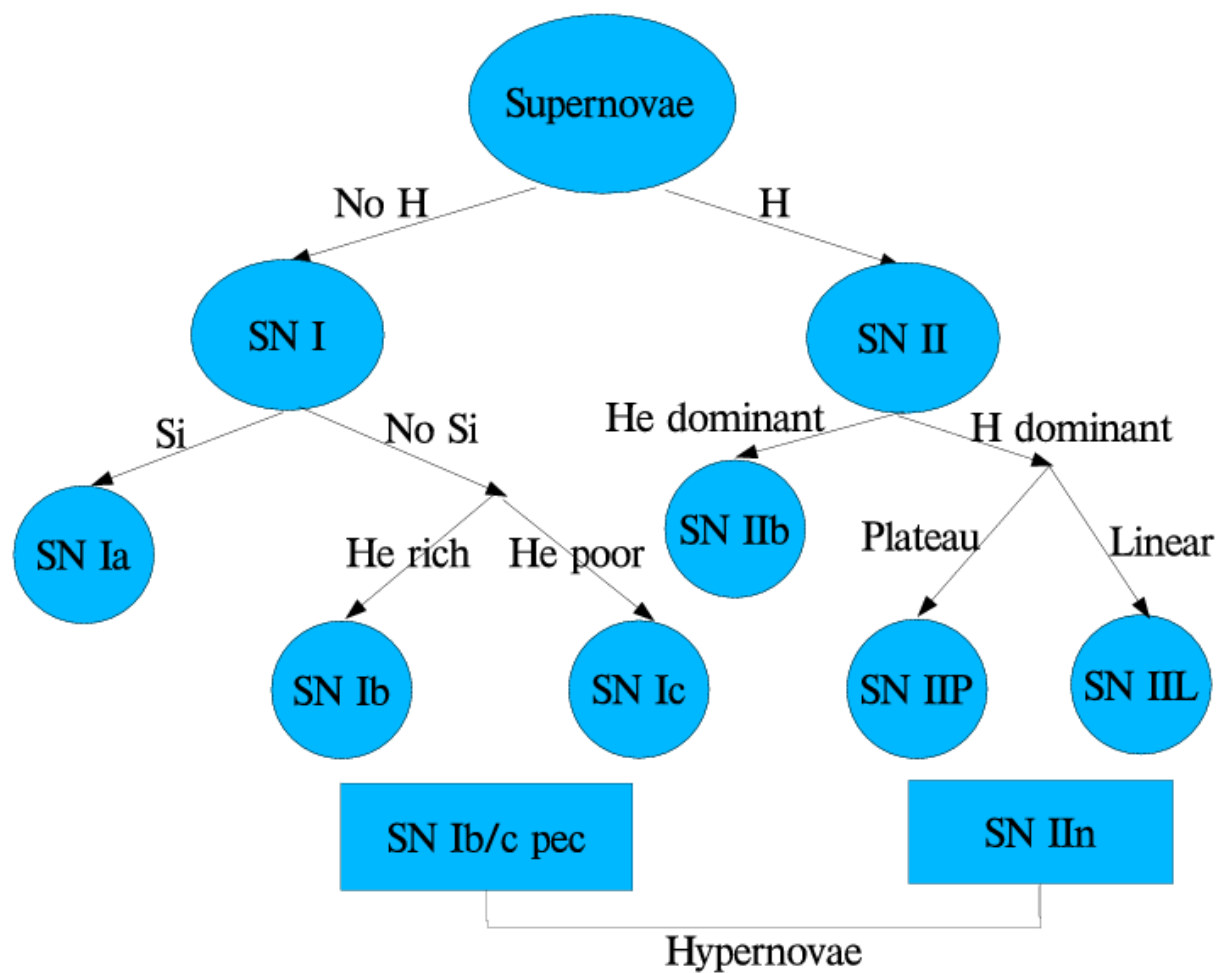 Supernovae
No H
H
SN I
SN II
Si
No Si
He dominant
H dominant
SN Ia
He rich
He poor
SN IIb
Plateau
Linear
SN Ib
SN Ic
SN IIP
SN IIL
SN Ib/c pec
SN IIn
Hypernovae